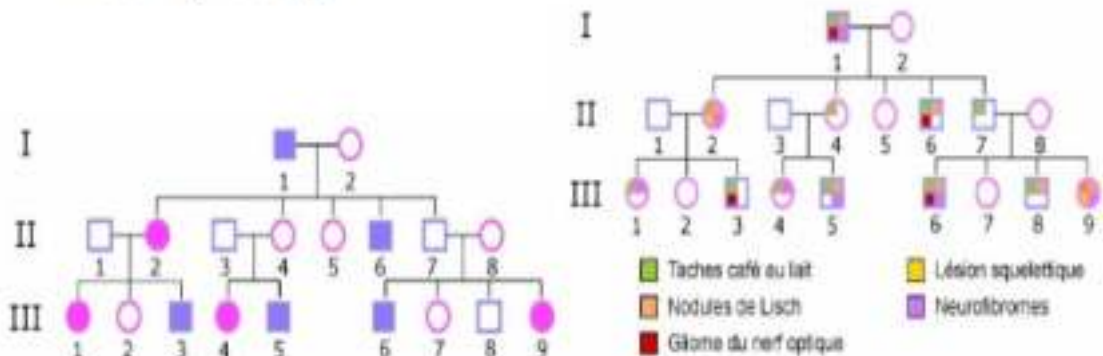 I
1 2
II
1 2 3 4 5 6 7 8
III
1 2 3 4 5 6 7 8 9
I
1 2
II
1 2 3 4 5 6 7 8
III
1 2 3 4 5 6 7 8 9
Taches café au lait
Nodules de Lisch
Gliome du nerf optique
Lésion squelettique
Neurofibromes